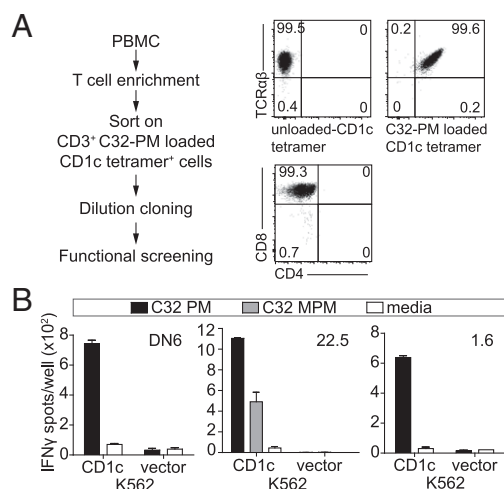 A
PBMC
T cell enrichment
Sort on
CD3⁺ C32-PM loaded
CD1c tetramer⁺ cells
Dilution cloning
Functional screening
TCRαβ
99.5 0
0.4 0
unloaded-CD1c
tetramer
0.2 99.6
0 0.2
C32-PM loaded
CD1c tetramer
CD8
99.3 0
0.7 0
CD4
B
C32 PM C32 MPM media
IFNγ spots/well (x10²)
8
6
4
2
0
DN6
CD1c vector
K562
12
10
8
6
4
2
0
22.5
CD1c vector
K562
8
6
4
2
0
1.6
CD1c vector
K562